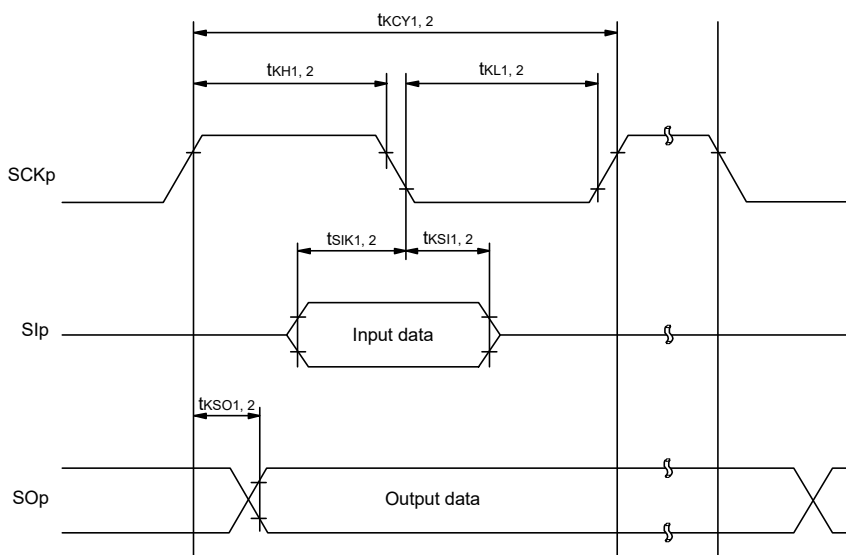 tKCY1, 2
tKH1, 2
tKL1, 2
SCKp
tSIK1, 2
tKSI1, 2
SIp
Input data
tKSO1, 2
SOp
Output data